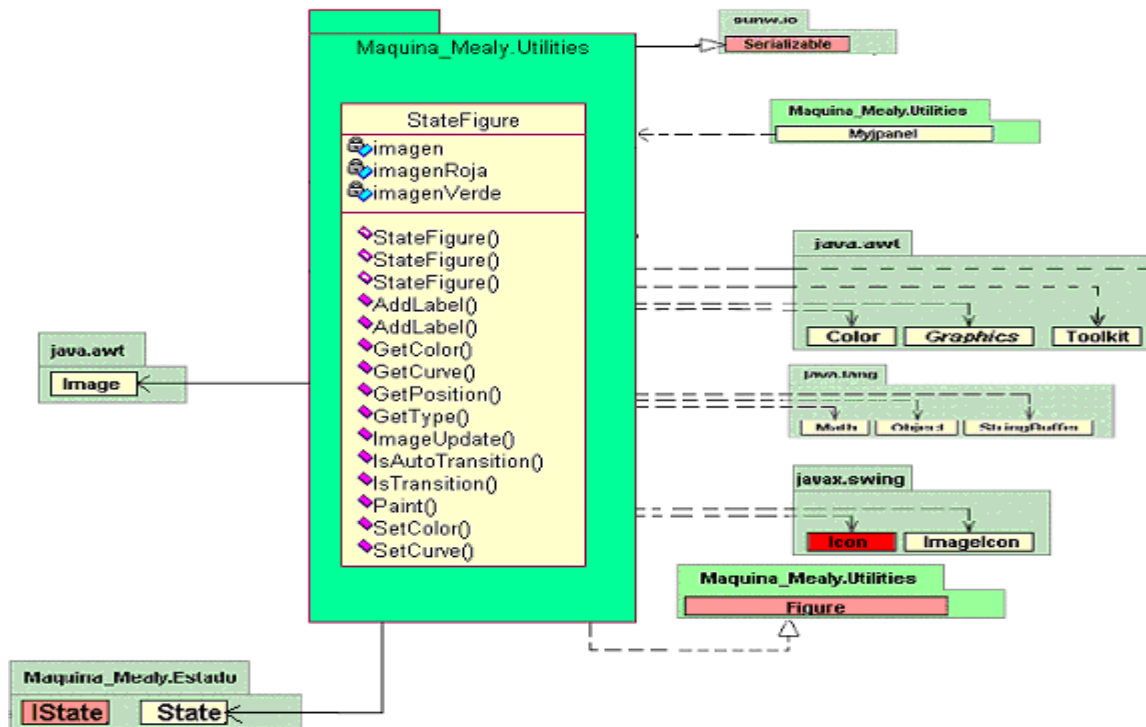 Maquina_Mealy.Utilities
StateFigure
imagen
imagenRoja
imagenVerde
StateFigure()
StateFigure()
StateFigure()
AddLabel()
AddLabel()
GetColor()
GetCurve()
GetPosition()
GetType()
ImageUpdate()
IsAutoTransition()
IsTransition()
Paint()
SetColor()
SetCurve()
java.awt
Image
Maquina_Mealy.Estadu
IState State
sunw.io
Serializable
Maquina_Mealy.Utilities
Myjpanel
java.awt
Color Graphics Toolkit
java.lang
Math Object StringBuffer
javax.swing
Icon ImageIcon
Maquina_Mealy.Utilities
Figure